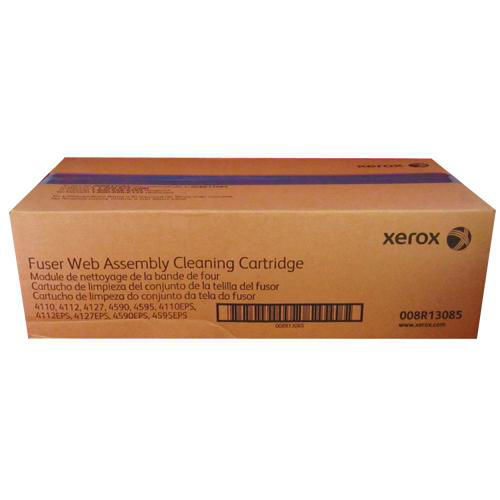 xerox
008R13085
xerox
Fuser Web Assembly Cleaning Cartridge
Module de nettoyage de la bande de four
Cartucho de limpieza del conjunto de la telilla del fusor
Cartucho de limpeza do conjunto da tela do fusor
4110, 4112, 4127, 4590, 4595, 4110EPS,
4112EPS, 4127EPS, 4590EPS, 4595EPS
008R13085
008R13085
www.xerox.com